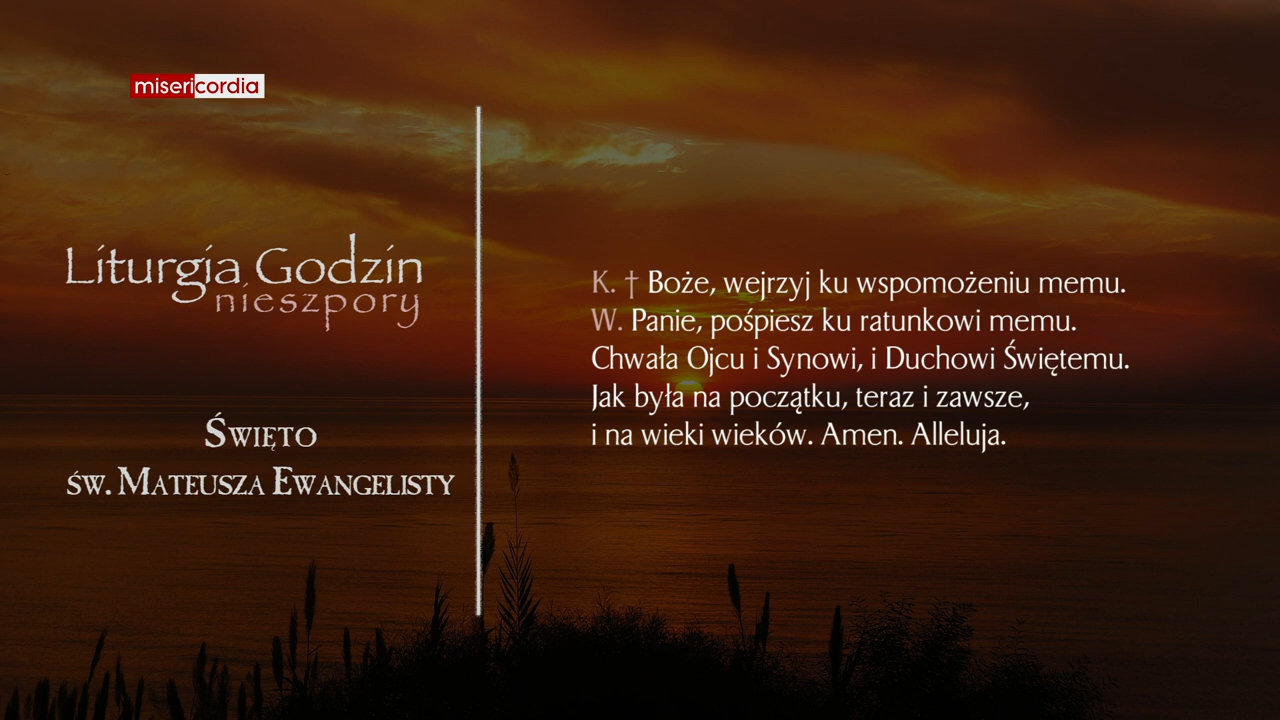 misericordia
Liturgia Godzin
nieszpory
Święto
św. Mateusza Ewangelisty
K. † Boże, wejrzyj ku wspomożeniu memu.
W. Panie, pośpiesz ku ratunkowi memu.
Chwała Ojcu i Synowi, i Duchowi Świętemu.
Jak była na początku, teraz i zawsze,
i na wieki wieków. Amen. Alleluja.